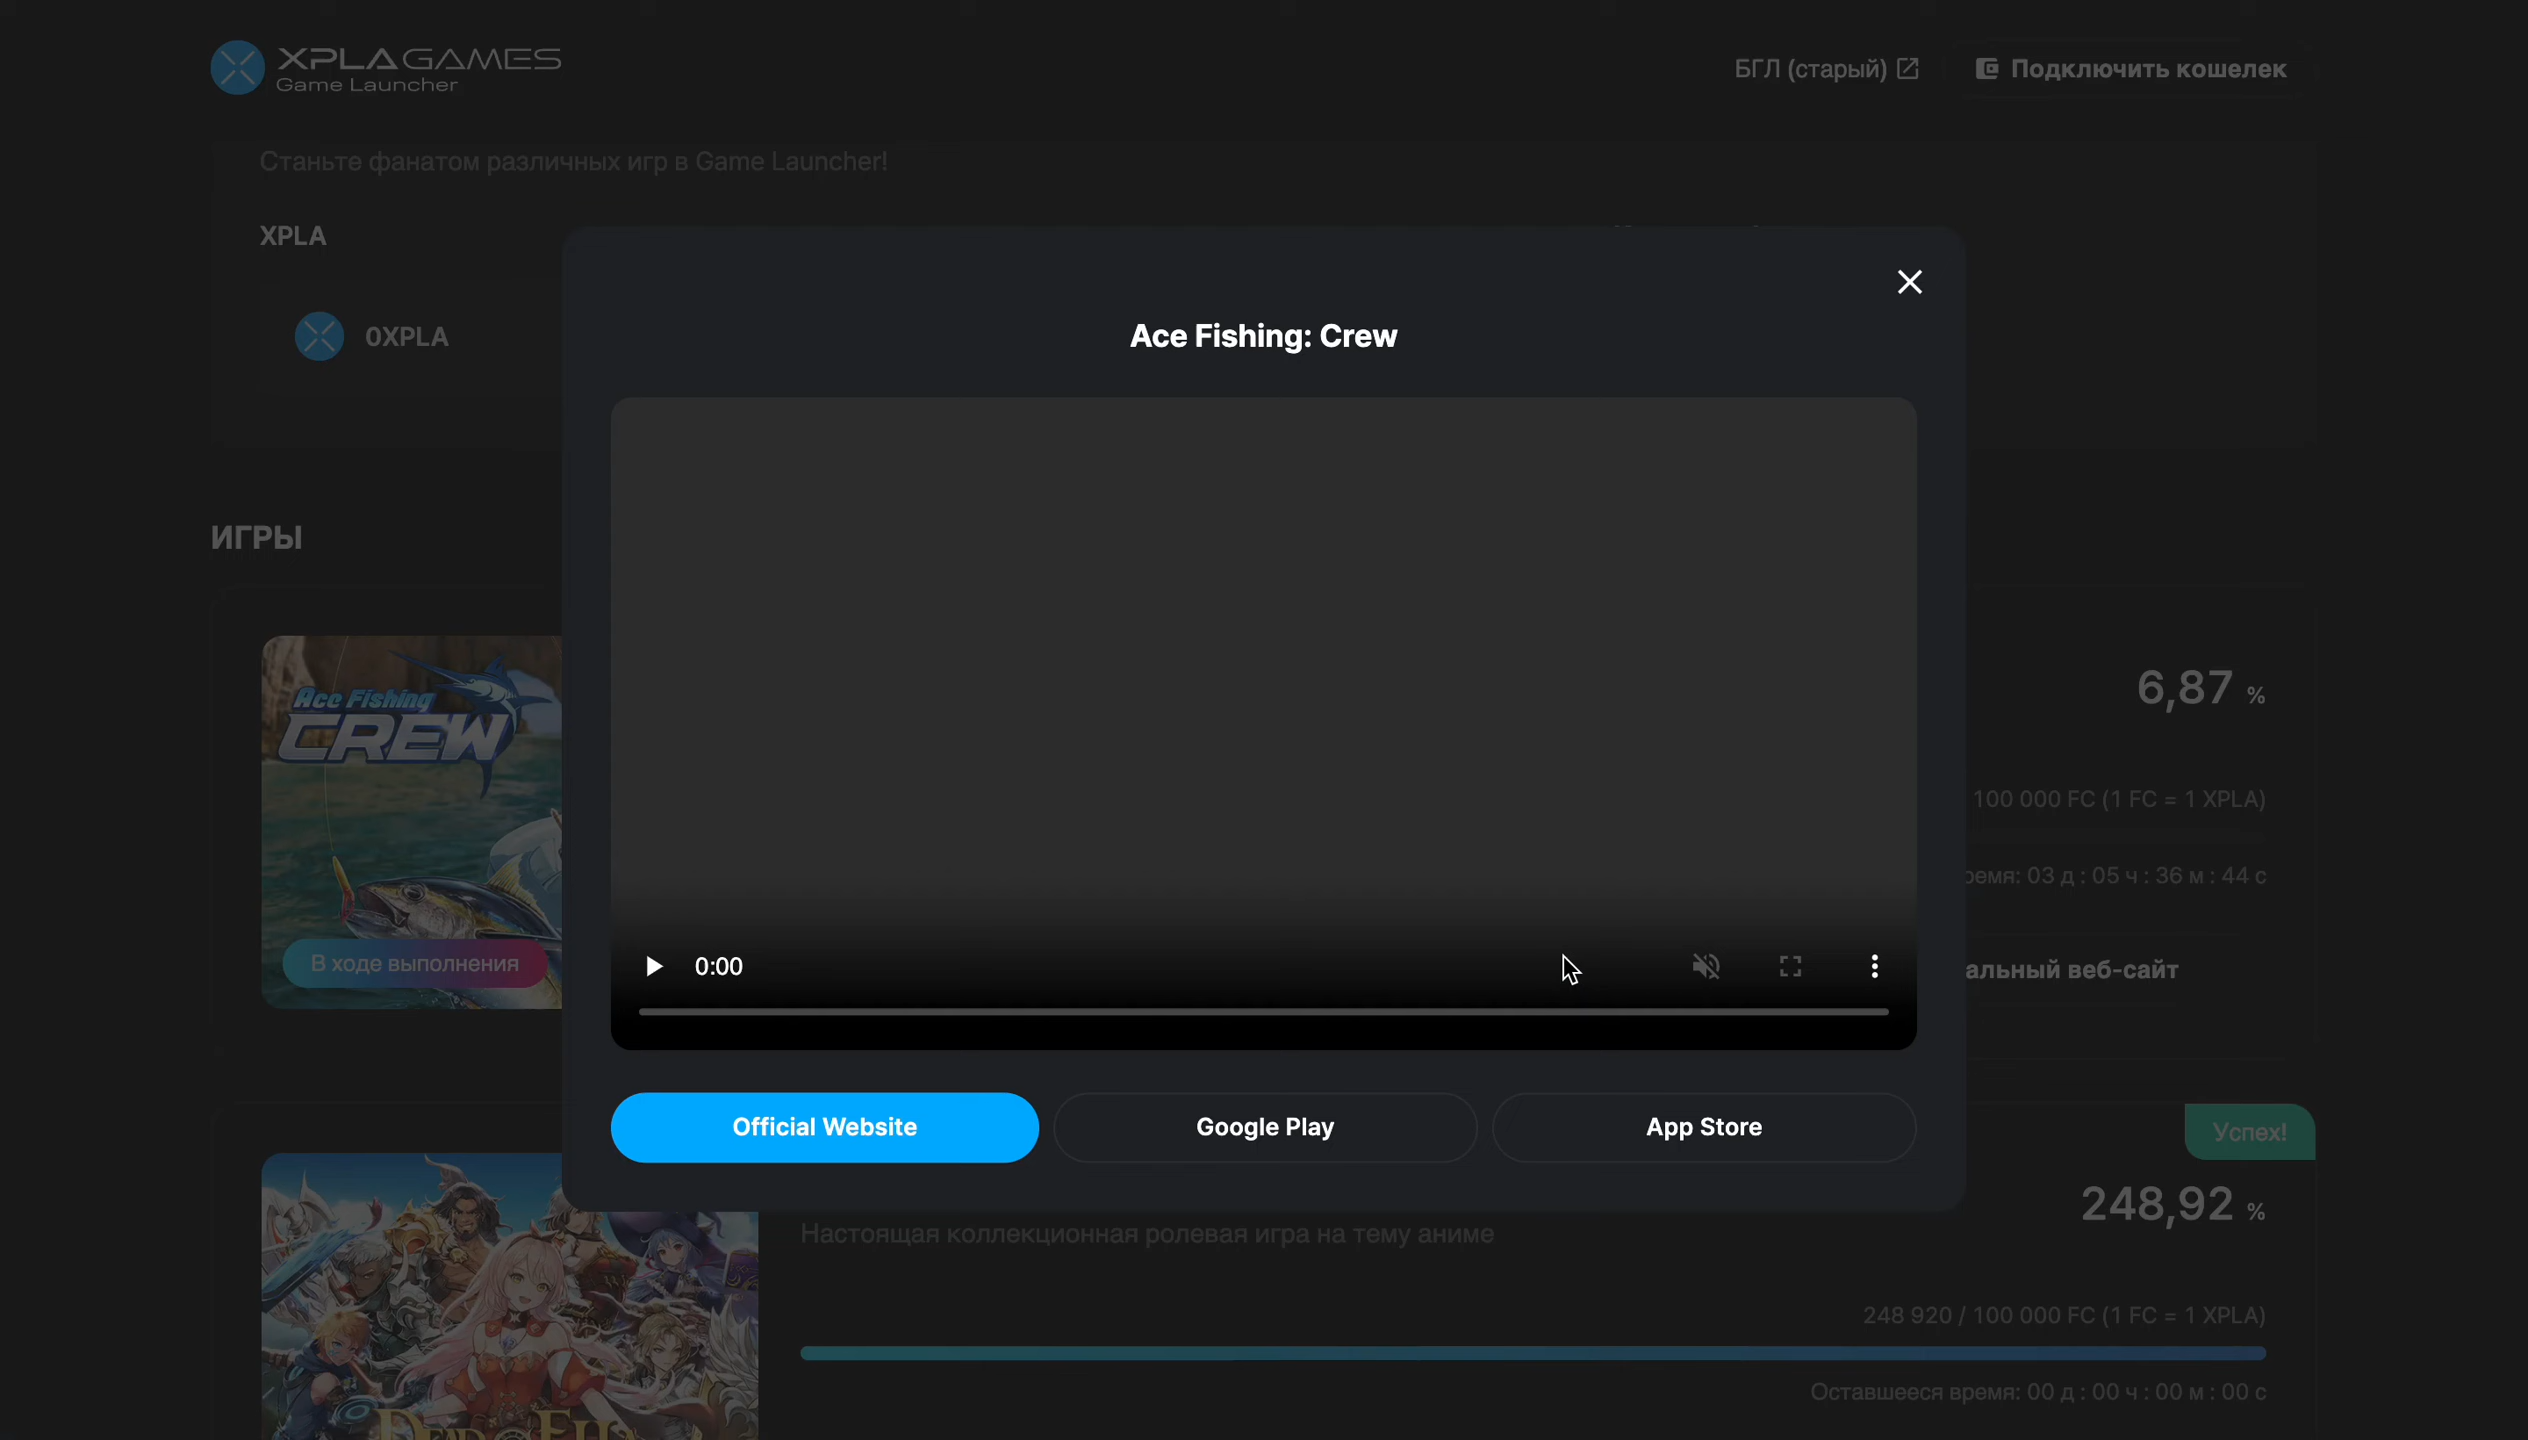 XPLAGAMES
Game Launcher
БГЛ (старый)
Подключить кошелек
Станьте фанатом различных игр в Game Launcher!
XPLA
0XPLA
Ace Fishing: Crew
ИГРЫ
Ace Fishing
CREW
В ходе выполнения
6,87 %
100 000 FC (1 FC = 1 XPLA)
ремя: 03 д : 05 ч : 36 м : 44 с
альный веб-сайт
0:00
Official Website
Google Play
App Store
Успех!
248,92 %
Настоящая коллекционная ролевая игра на тему аниме
248 920 / 100 000 FC (1 FC = 1 XPLA)
Оставшееся время: 00 д : 00 ч : 00 м : 00 с